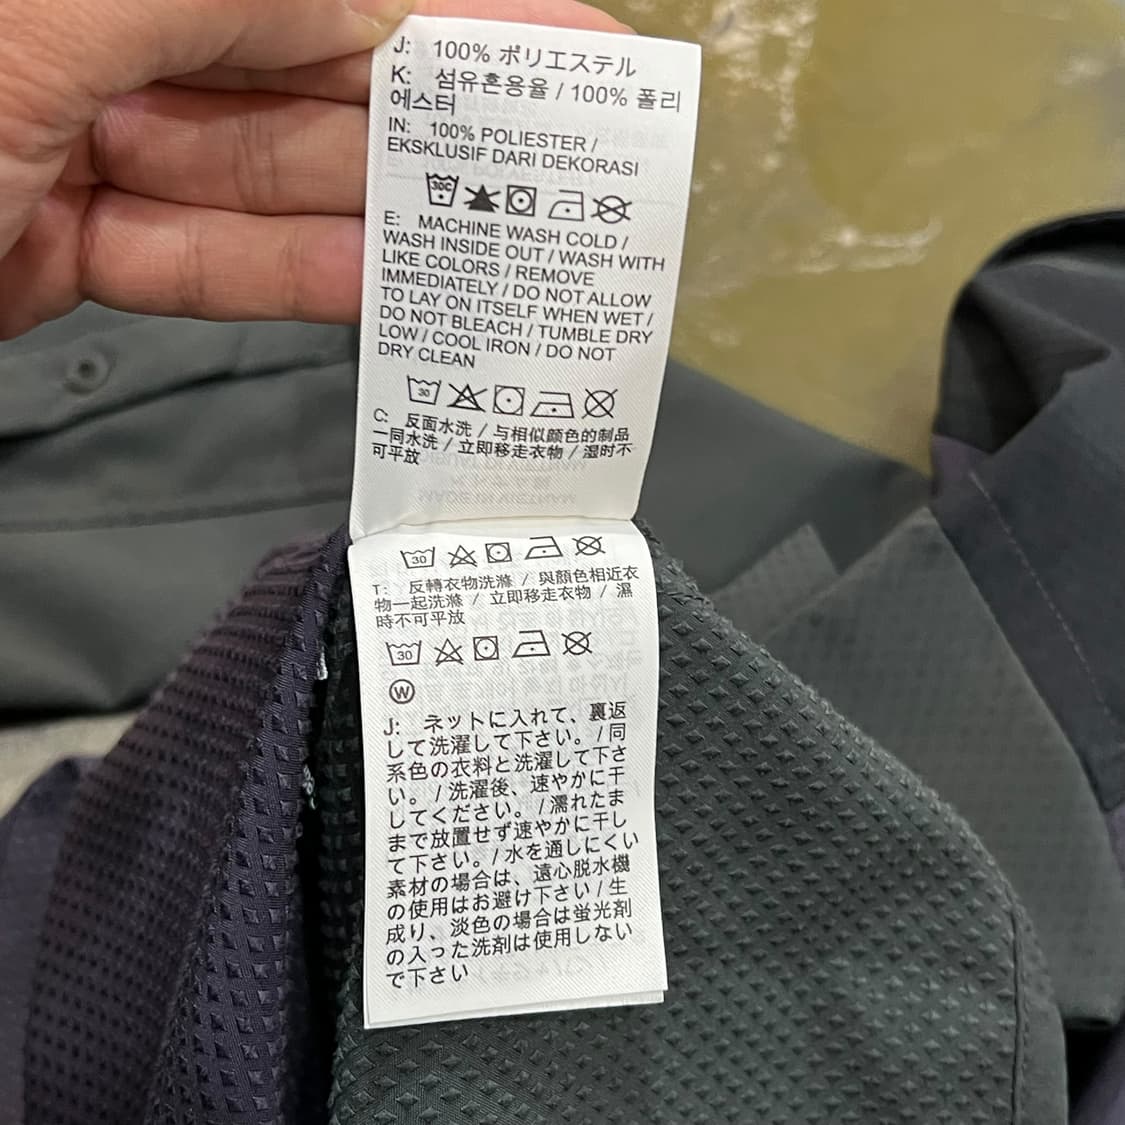 J: 100% ポリエステル
K: 섬유혼용율 / 100% 폴리
에스터
IN: 100% POLIESTER /
EKSKLUSIF DARI DEKORASI
30C
E: MACHINE WASH COLD /
WASH INSIDE OUT / WASH WITH
LIKE COLORS / REMOVE
IMMEDIATELY / DO NOT ALLOW
TO LAY ON ITSELF WHEN WET /
DO NOT BLEACH / TUMBLE DRY
LOW / COOL IRON / DO NOT
DRY CLEAN
30
C: 反面水洗 / 与相似颜色的制品
一同水洗 / 立即移走衣物 / 湿时不
可平放
30
T: 反轉衣物洗滌 / 與顏色相近衣
物一起洗滌 / 立即移走衣物 / 濕
時不可平放
30
W
J: ネットに入れて、裏返
して洗濯して下さい。 / 同
系色の衣料と洗濯して下さ
い。 / 洗濯後、速やかに干
してください。 / 濡れたま
まで放置せず速やかに干し
て下さい。/ 水を通しにくい
素材の場合は、遠心脱水機
の使用はお避け下さい / 生
成り、淡色の場合は蛍光剤
の入った洗剤は使用しない
で下さい